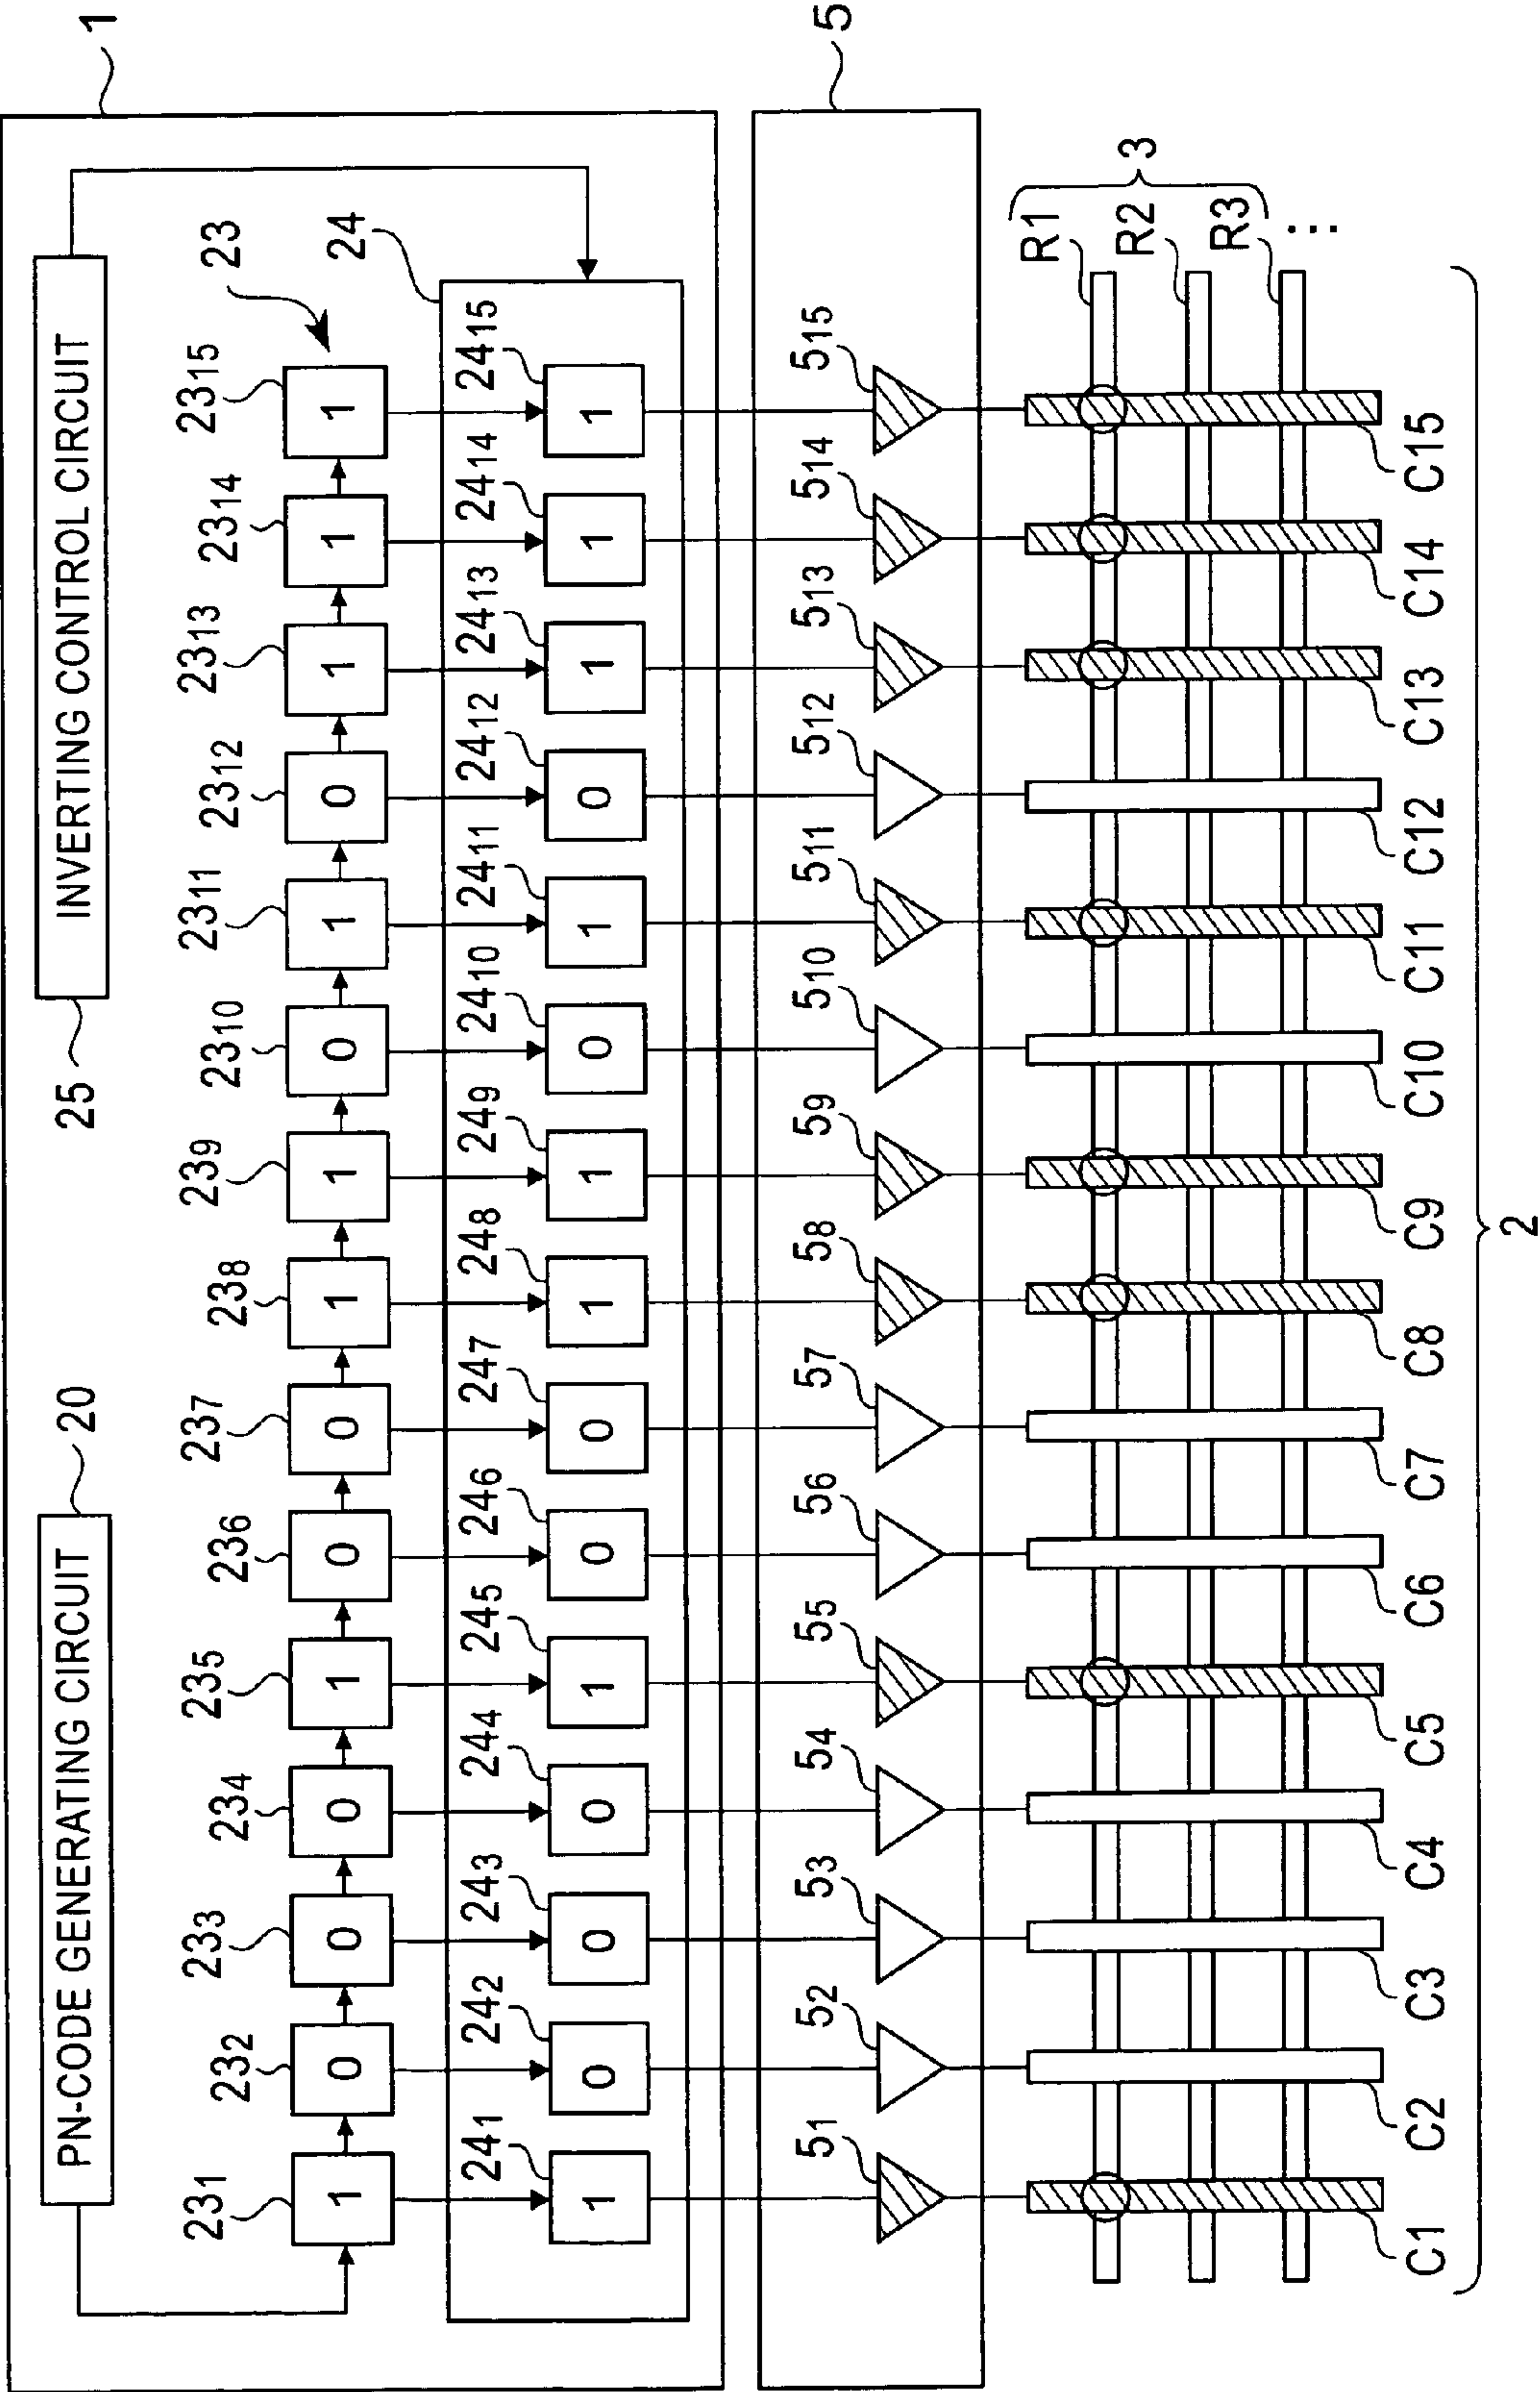 1
PN-CODE GENERATING CIRCUIT
20
25
INVERTING CONTROL CIRCUIT
23
231 232 233 234 235 236 237 238 239 2310 2311 2312 2313 2314 2315
1 0 0 0 1 0 0 1 1 0 1 0 1 1 1
24
241 242 243 244 245 246 247 248 249 2410 2411 2412 2413 2414 2415
1 0 0 0 1 0 0 1 1 0 1 0 1 1 1
5
51 52 53 54 55 56 57 58 59 510 511 512 513 514 515
3
R1
R2
R3
⋮
C1 C2 C3 C4 C5 C6 C7 C8 C9 C10 C11 C12 C13 C14 C15
2